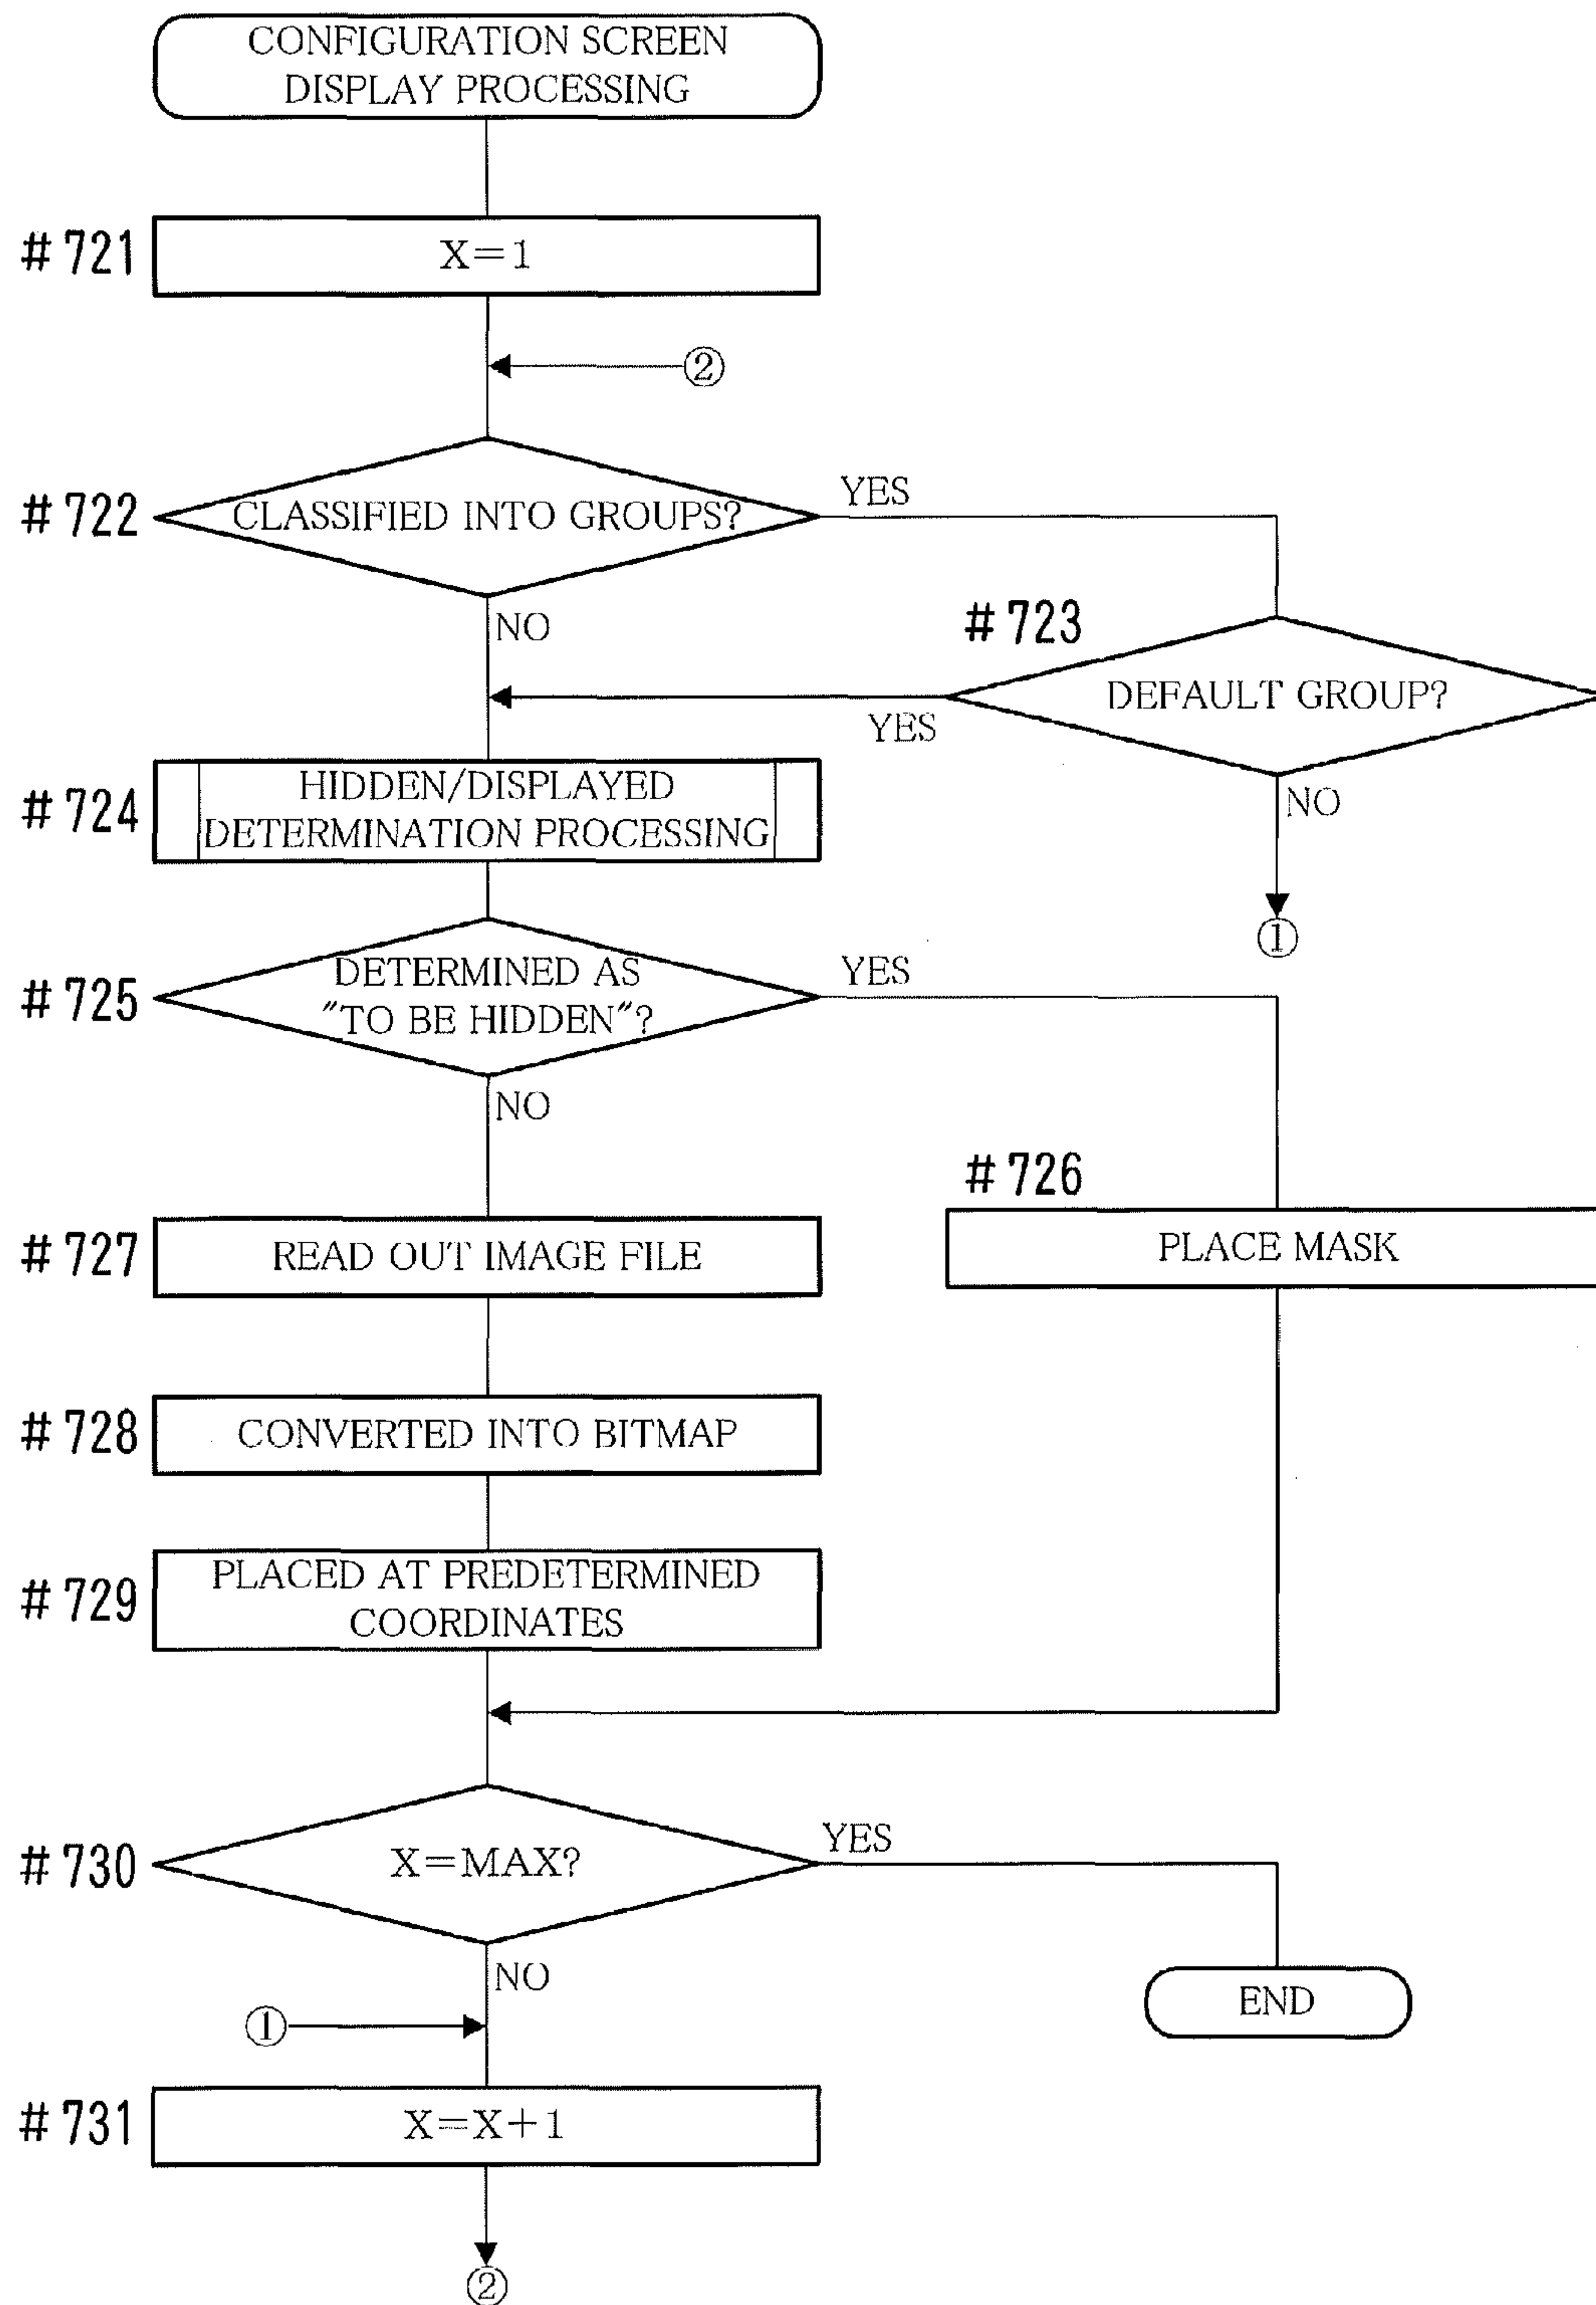 CONFIGURATION SCREEN
DISPLAY PROCESSING
#721
X=1
②
#722
CLASSIFIED INTO GROUPS?
YES
NO
#723
DEFAULT GROUP?
YES
NO
①
#724
HIDDEN/DISPLAYED
DETERMINATION PROCESSING
#725
DETERMINED AS
"TO BE HIDDEN"?
YES
NO
#726
PLACE MASK
#727
READ OUT IMAGE FILE
#728
CONVERTED INTO BITMAP
#729
PLACED AT PREDETERMINED
COORDINATES
#730
X=MAX?
YES
NO
END
①
#731
X=X+1
②